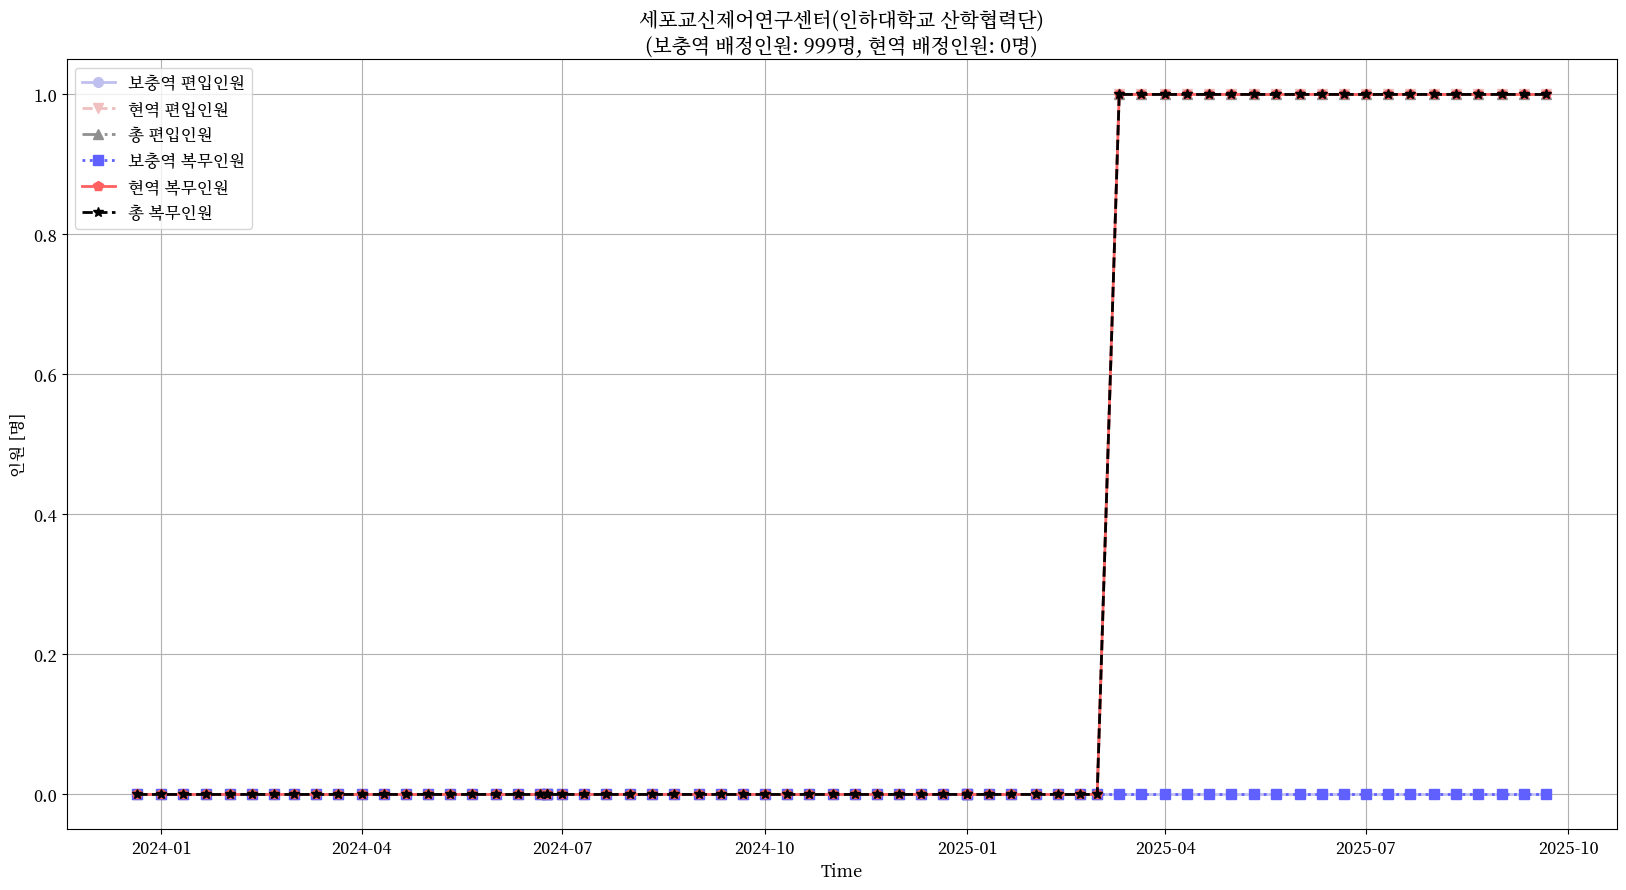 세포교신제어연구센터(인하대학교 산학협력단)
(보충역 배정인원: 999명, 현역 배정인원: 0명)
보충역 편입인원
현역 편입인원
총 편입인원
보충역 복무인원
현역 복무인원
총 복무인원
1.0
0.8
0.6
0.4
0.2
0.0
인원 [명]
2024-01
2024-04
2024-07
2024-10
2025-01
2025-04
2025-07
2025-10
Time